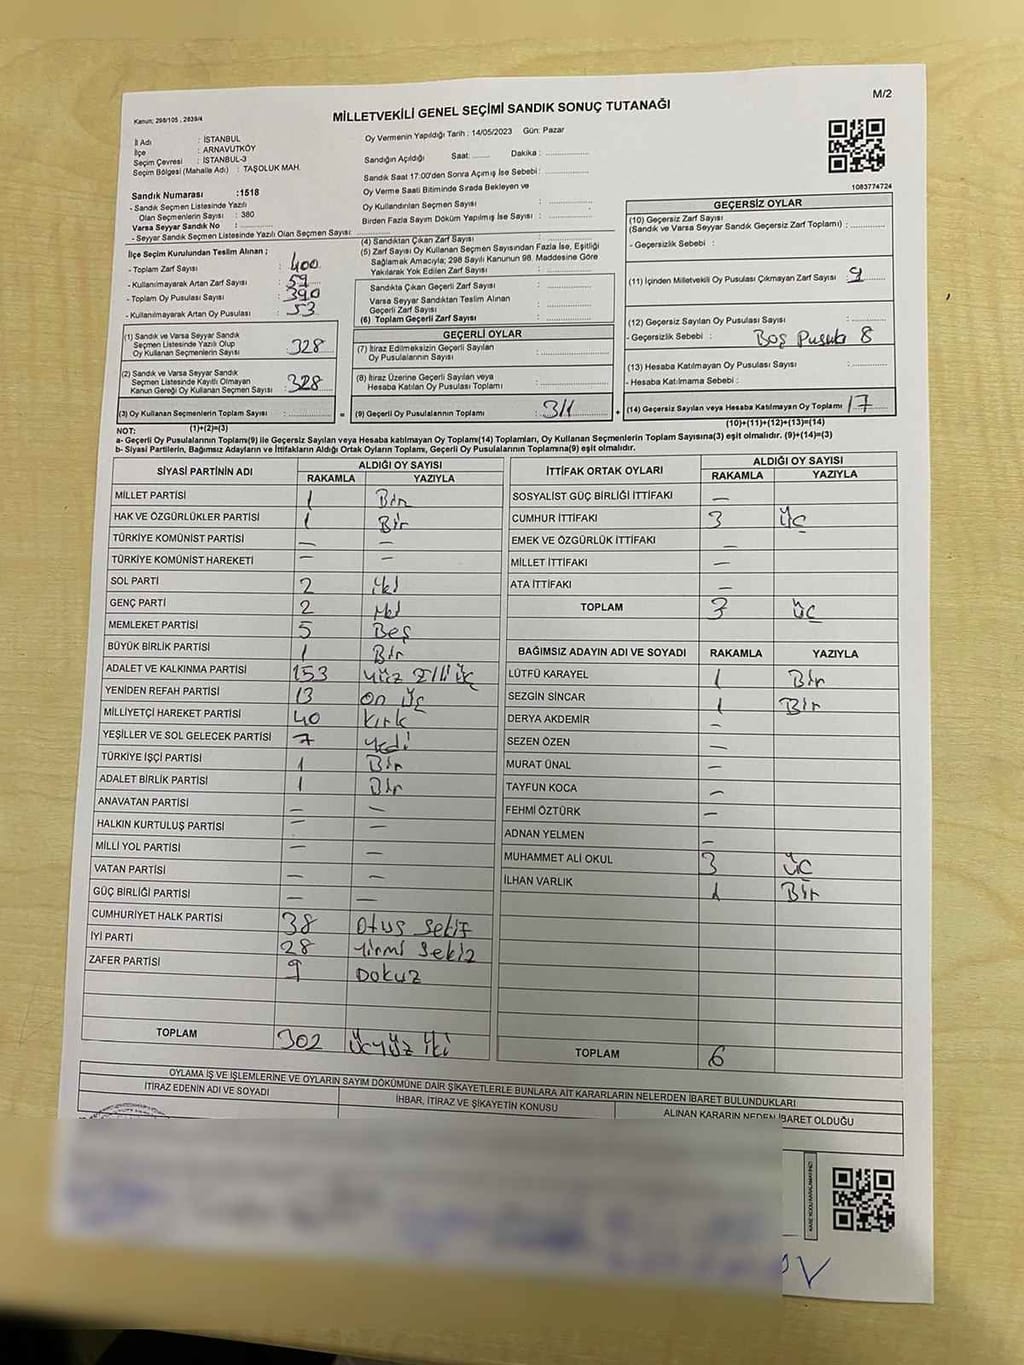 M/2
Kanun: 298/105 , 2839/4
MİLLETVEKİLİ GENEL SEÇİMİ SANDIK SONUÇ TUTANAĞI
İl Adı : İSTANBUL
İlçe : ARNAVUTKÖY
Seçim Çevresi : İSTANBUL-3
Seçim Bölgesi (Mahalle Adı) : TAŞOLUK MAH.
Oy Vermenin Yapıldığı Tarih : 14/05/2023 Gün: Pazar
Sandığın Açıldığı Saat: ........ Dakika : ..............
Sandık Saat 17:00'den Sonra Açılmış İse Sebebi: ..............
Oy Verme Saati Bitiminde Sırada Bekleyen ve
Oy Kullandırılan Seçmen Sayısı : ..............
Birden Fazla Sayım Döküm Yapılmış İse Sayısı : ..............
1083774724
Sandık Numarası :1518
- Sandık Seçmen Listesinde Yazılı
Olan Seçmenlerin Sayısı : 380
Varsa Seyyar Sandık No : ..............
- Seyyar Sandık Seçmen Listesinde Yazılı Olan Seçmen Sayısı: ..............
İlçe Seçim Kurulundan Teslim Alınan ;
- Toplam Zarf Sayısı : 400
- Kullanılmayarak Artan Zarf Sayısı : 59
- Toplam Oy Pusulası Sayısı : 390
- Kullanılmayarak Artan Oy Pusulası : 53
(1) Sandık ve Varsa Seyyar Sandık
Seçmen Listesinde Yazılı Olup
Oy Kullanan Seçmenlerin Sayısı : 328
(2) Sandık ve Varsa Seyyar Sandık
Seçmen Listesinde Kayıtlı Olmayan
Kanun Gereği Oy Kullanan Seçmen Sayısı : 328
(3) Oy Kullanan Seçmenlerin Toplam Sayısı : ..............
(1)+(2)=(3)
(4) Sandıktan Çıkan Zarf Sayısı : ..............
(5) Zarf Sayısı Oy Kullanan Seçmen Sayısından Fazla İse, Eşitliği
Sağlamak Amacıyla; 298 Sayılı Kanunun 98. Maddesine Göre
Yakılarak Yok Edilen Zarf Sayısı : ..............
Sandıkta Çıkan Geçerli Zarf Sayısı : ..............
Varsa Seyyar Sandıktan Teslim Alınan
Geçerli Zarf Sayısı : ..............
(6) Toplam Geçerli Zarf Sayısı : ..............
GEÇERLİ OYLAR
(7) İtiraz Edilmeksizin Geçerli Sayılan
Oy Pusulalarının Sayısı : ..............
(8) İtiraz Üzerine Geçerli Sayılan veya
Hesaba Katılan Oy Pusulası Toplamı : ..............
= (9) Geçerli Oy Pusulalarının Toplamı : 311 +
GEÇERSİZ OYLAR
(10) Geçersiz Zarf Sayısı
(Sandık ve Varsa Seyyar Sandık Geçersiz Zarf Toplamı) : ..............
- Geçersizlik Sebebi :
(11) İçinden Milletvekili Oy Pusulası Çıkmayan Zarf Sayısı : 9
(12) Geçersiz Sayılan Oy Pusulası Sayısı : ..............
- Geçersizlik Sebebi : Boş Pusula 8
(13) Hesaba Katılmayan Oy Pusulası Sayısı : ..............
- Hesaba Katılmama Sebebi :
(14) Geçersiz Sayılan veya Hesaba Katılmayan Oy Toplamı : 17
(10)+(11)+(12)+(13)=(14)
NOT:
a- Geçerli Oy Pusulalarının Toplamı(9) ile Geçersiz Sayılan veya Hesaba katılmayan Oy Toplamı(14) Toplamları, Oy Kullanan Seçmenlerin Toplam Sayısına(3) eşit olmalıdır. (9)+(14)=(3)
b- Siyasi Partilerin, Bağımsız Adayların ve İttifakların Aldığı Ortak Oyların Toplamı, Geçerli Oy Pusulalarının Toplamına(9) eşit olmalıdır.
SİYASİ PARTİNİN ADI ALDIĞI OY SAYISI
RAKAMLA YAZIYLA
MİLLET PARTİSİ 1 Bir
HAK VE ÖZGÜRLÜKLER PARTİSİ 1 Bir
TÜRKİYE KOMÜNİST PARTİSİ — —
TÜRKİYE KOMÜNİST HAREKETİ — —
SOL PARTİ 2 iki
GENÇ PARTİ 2 iki
MEMLEKET PARTİSİ 5 Beş
BÜYÜK BİRLİK PARTİSİ 1 Bir
ADALET VE KALKINMA PARTİSİ 153 yüz Elli üç
YENİDEN REFAH PARTİSİ 13 on üç
MİLLİYETÇİ HAREKET PARTİSİ 40 kırk
YEŞİLLER VE SOL GELECEK PARTİSİ 7 yedi
TÜRKİYE İŞÇİ PARTİSİ 1 Bir
ADALET BİRLİK PARTİSİ 1 Bir
ANAVATAN PARTİSİ — —
HALKIN KURTULUŞ PARTİSİ — —
MİLLİ YOL PARTİSİ — —
VATAN PARTİSİ — —
GÜÇ BİRLİĞİ PARTİSİ — —
CUMHURİYET HALK PARTİSİ 38 Otuz sekiz
İYİ PARTİ 28 Yirmi sekiz
ZAFER PARTİSİ 9 Dokuz
TOPLAM 302 Üçyüz iki
İTTİFAK ORTAK OYLARI ALDIĞI OY SAYISI
RAKAMLA YAZIYLA
SOSYALİST GÜÇ BİRLİĞİ İTTİFAKI —
CUMHUR İTTİFAKI 3 üç
EMEK VE ÖZGÜRLÜK İTTİFAKI —
MİLLET İTTİFAKI —
ATA İTTİFAKI —
TOPLAM 3 üç
BAĞIMSIZ ADAYIN ADI VE SOYADI RAKAMLA YAZIYLA
LÜTFÜ KARAYEL 1 Bir
SEZGİN SİNCAR 1 Bir
DERYA AKDEMİR —
SEZEN ÖZEN —
MURAT ÜNAL —
TAYFUN KOCA —
FEHMİ ÖZTÜRK —
ADNAN YELMEN —
MUHAMMET ALİ OKUL 3 üç
İLHAN VARLIK 1 Bir
TOPLAM 6
OYLAMA İŞ VE İŞLEMLERİNE VE OYLARIN SAYIM DÖKÜMÜNE DAİR ŞİKAYETLERLE BUNLARA AİT KARARLARIN NELERDEN İBARET BULUNDUKLARI
İTİRAZ EDENİN ADI VE SOYADI İHBAR, İTİRAZ VE ŞİKAYETİN KONUSU ALINAN KARARIN NEDEN İBARET OLDUĞU